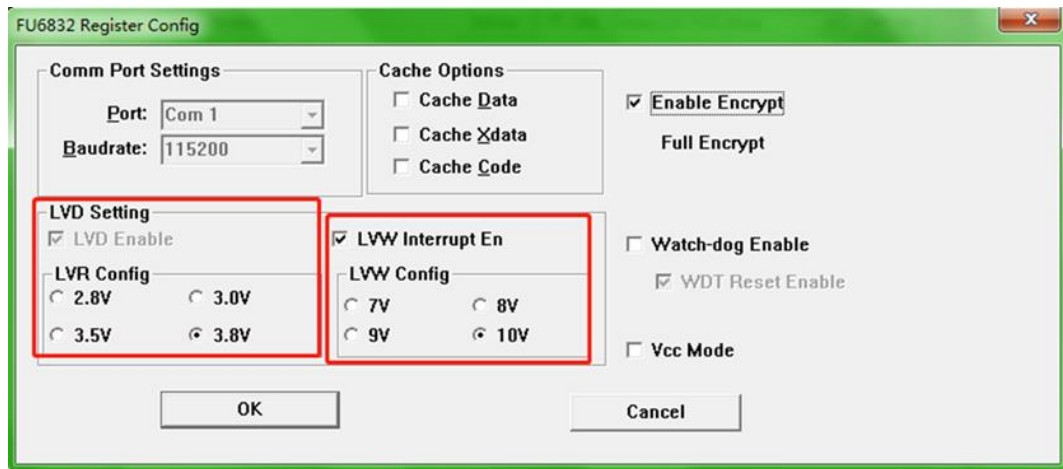 FU6832 Register Config
x
Comm Port Settings
Port: Com 1
Baudrate: 115200
Cache Options
Cache Data
Cache Xdata
Cache Code
Enable Encrypt
Full Encrypt
LVD Setting
LVD Enable
LVR Config
2.8V 3.0V
3.5V 3.8V
LVW Interrupt En
LVW Config
7V 8V
9V 10V
Watch-dog Enable
WDT Reset Enable
Vcc Mode
OK
Cancel